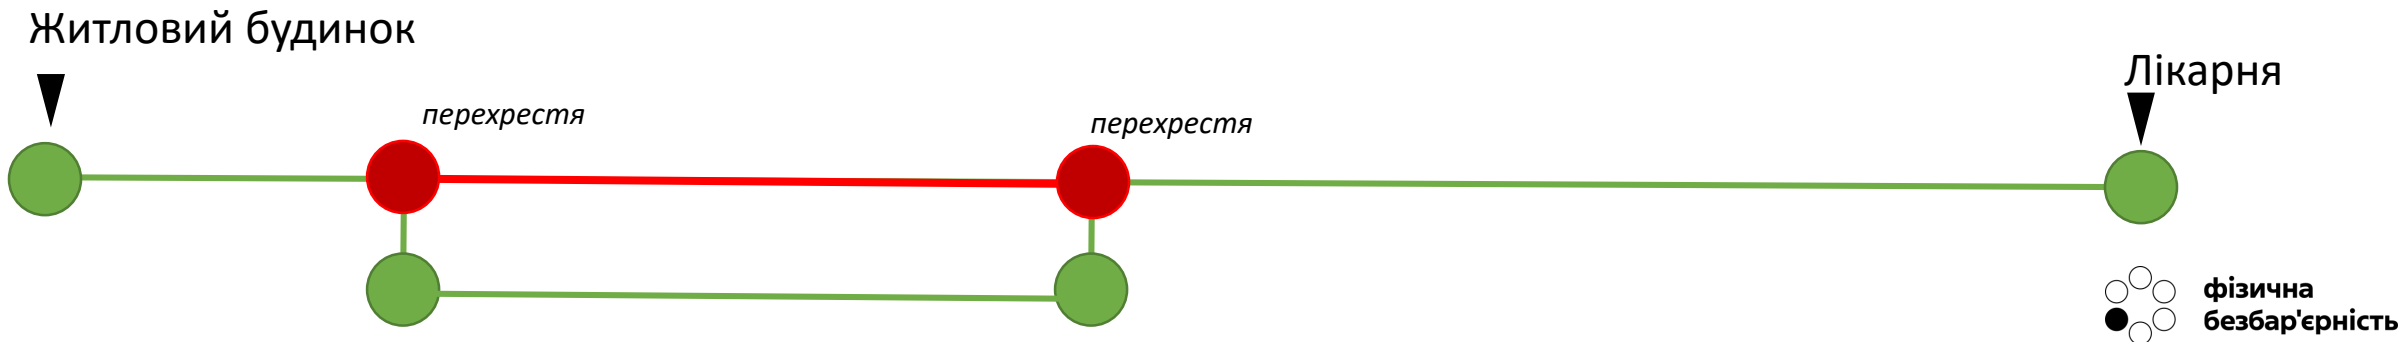 Житловий будинок
Лікарня
перехрестя
перехрестя
фізична
безбар'єрність